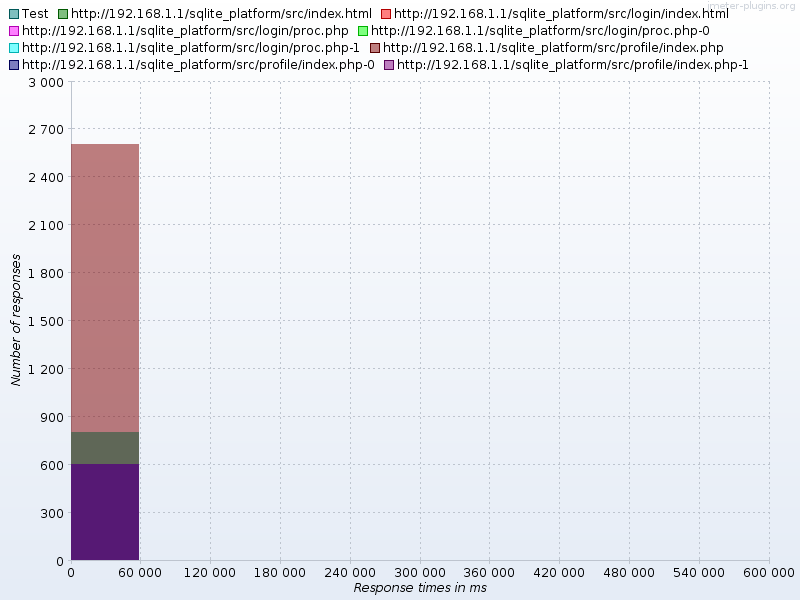 jmeter-plugins.org
Test http://192.168.1.1/sqlite_platform/src/index.html http://192.168.1.1/sqlite_platform/src/login/index.html
http://192.168.1.1/sqlite_platform/src/login/proc.php http://192.168.1.1/sqlite_platform/src/login/proc.php-0
http://192.168.1.1/sqlite_platform/src/login/proc.php-1 http://192.168.1.1/sqlite_platform/src/profile/index.php
http://192.168.1.1/sqlite_platform/src/profile/index.php-0 http://192.168.1.1/sqlite_platform/src/profile/index.php-1
3 000
2 700
2 400
2 100
1 800
1 500
1 200
900
600
300
0
Number of responses
0 60 000 120 000 180 000 240 000 300 000 360 000 420 000 480 000 540 000 600 000
Response times in ms